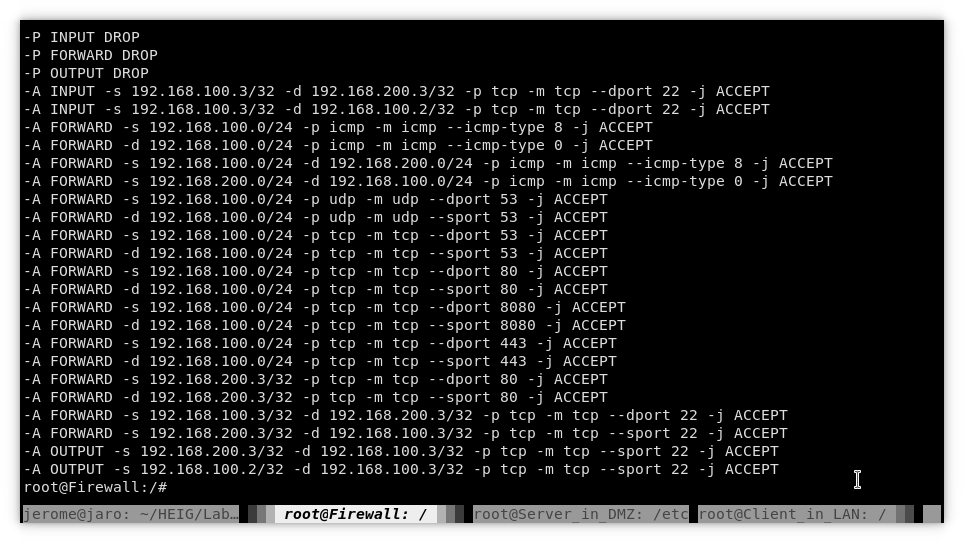 -P INPUT DROP
-P FORWARD DROP
-P OUTPUT DROP
-A INPUT -s 192.168.100.3/32 -d 192.168.200.3/32 -p tcp -m tcp --dport 22 -j ACCEPT
-A INPUT -s 192.168.100.3/32 -d 192.168.100.2/32 -p tcp -m tcp --dport 22 -j ACCEPT
-A FORWARD -s 192.168.100.0/24 -p icmp -m icmp --icmp-type 8 -j ACCEPT
-A FORWARD -d 192.168.100.0/24 -p icmp -m icmp --icmp-type 0 -j ACCEPT
-A FORWARD -s 192.168.100.0/24 -d 192.168.200.0/24 -p icmp -m icmp --icmp-type 8 -j ACCEPT
-A FORWARD -s 192.168.200.0/24 -d 192.168.100.0/24 -p icmp -m icmp --icmp-type 0 -j ACCEPT
-A FORWARD -s 192.168.100.0/24 -p udp -m udp --dport 53 -j ACCEPT
-A FORWARD -d 192.168.100.0/24 -p udp -m udp --sport 53 -j ACCEPT
-A FORWARD -s 192.168.100.0/24 -p tcp -m tcp --dport 53 -j ACCEPT
-A FORWARD -d 192.168.100.0/24 -p tcp -m tcp --sport 53 -j ACCEPT
-A FORWARD -s 192.168.100.0/24 -p tcp -m tcp --dport 80 -j ACCEPT
-A FORWARD -d 192.168.100.0/24 -p tcp -m tcp --sport 80 -j ACCEPT
-A FORWARD -s 192.168.100.0/24 -p tcp -m tcp --dport 8080 -j ACCEPT
-A FORWARD -d 192.168.100.0/24 -p tcp -m tcp --sport 8080 -j ACCEPT
-A FORWARD -s 192.168.100.0/24 -p tcp -m tcp --dport 443 -j ACCEPT
-A FORWARD -d 192.168.100.0/24 -p tcp -m tcp --sport 443 -j ACCEPT
-A FORWARD -s 192.168.200.3/32 -p tcp -m tcp --dport 80 -j ACCEPT
-A FORWARD -d 192.168.200.3/32 -p tcp -m tcp --sport 80 -j ACCEPT
-A FORWARD -s 192.168.100.3/32 -d 192.168.200.3/32 -p tcp -m tcp --dport 22 -j ACCEPT
-A FORWARD -s 192.168.200.3/32 -d 192.168.100.3/32 -p tcp -m tcp --sport 22 -j ACCEPT
-A OUTPUT -s 192.168.200.3/32 -d 192.168.100.3/32 -p tcp -m tcp --sport 22 -j ACCEPT
-A OUTPUT -s 192.168.100.2/32 -d 192.168.100.3/32 -p tcp -m tcp --sport 22 -j ACCEPT
root@Firewall:/#
jerome@jaro: ~/HEIG/Lab… root@Firewall: / root@Server_in_DMZ: /etc root@Client_in_LAN: /